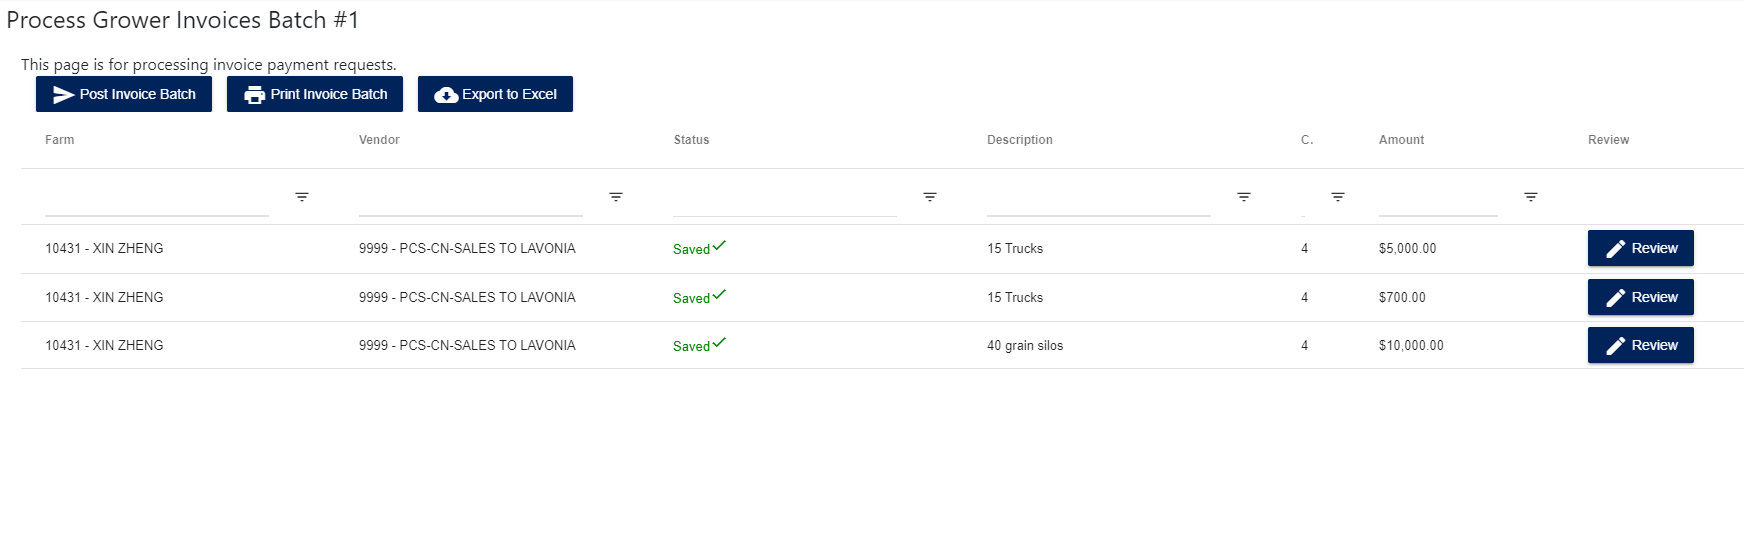 Process Grower Invoices Batch #1
This page is for processing invoice payment requests.
Post Invoice Batch Print Invoice Batch Export to Excel
Farm Vendor Status Description C. Amount Review
10431 - XIN ZHENG 9999 - PCS-CN-SALES TO LAVONIA Saved 15 Trucks 4 $5,000.00 Review
10431 - XIN ZHENG 9999 - PCS-CN-SALES TO LAVONIA Saved 15 Trucks 4 $700.00 Review
10431 - XIN ZHENG 9999 - PCS-CN-SALES TO LAVONIA Saved 40 grain silos 4 $10,000.00 Review